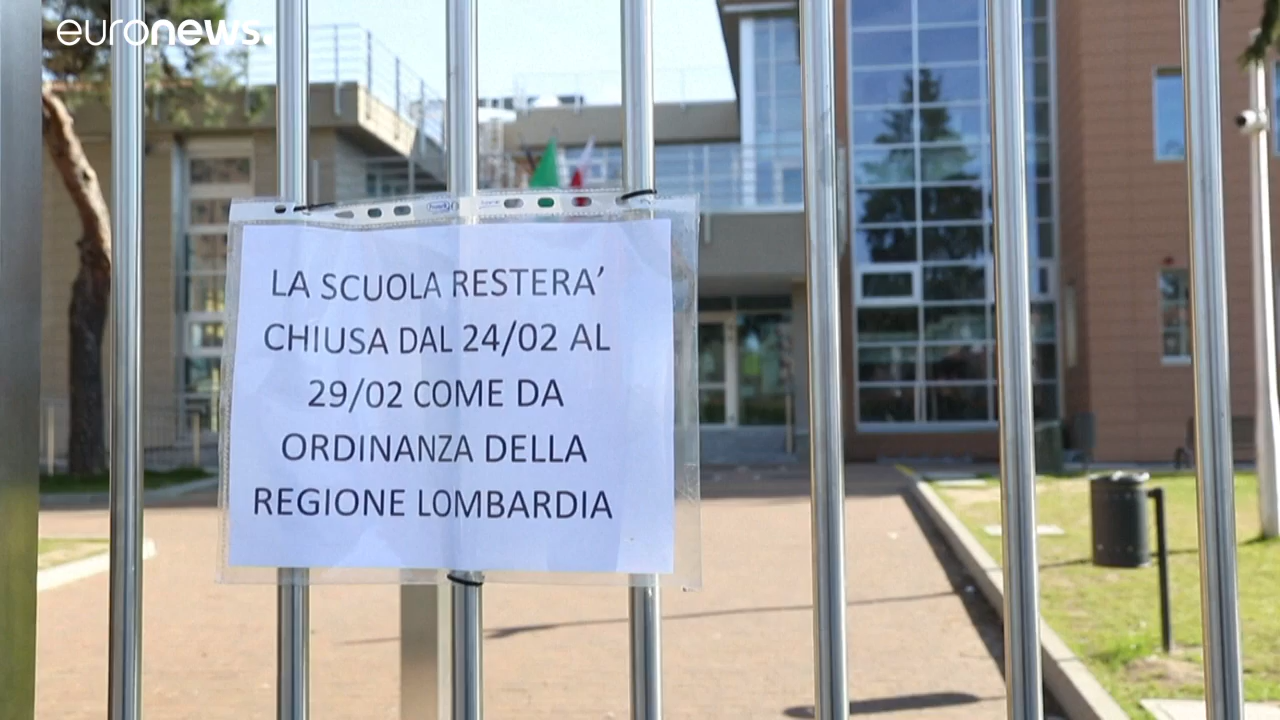 euronews.
LA SCUOLA RESTERA’
CHIUSA DAL 24/02 AL
29/02 COME DA
ORDINANZA DELLA
REGIONE LOMBARDIA